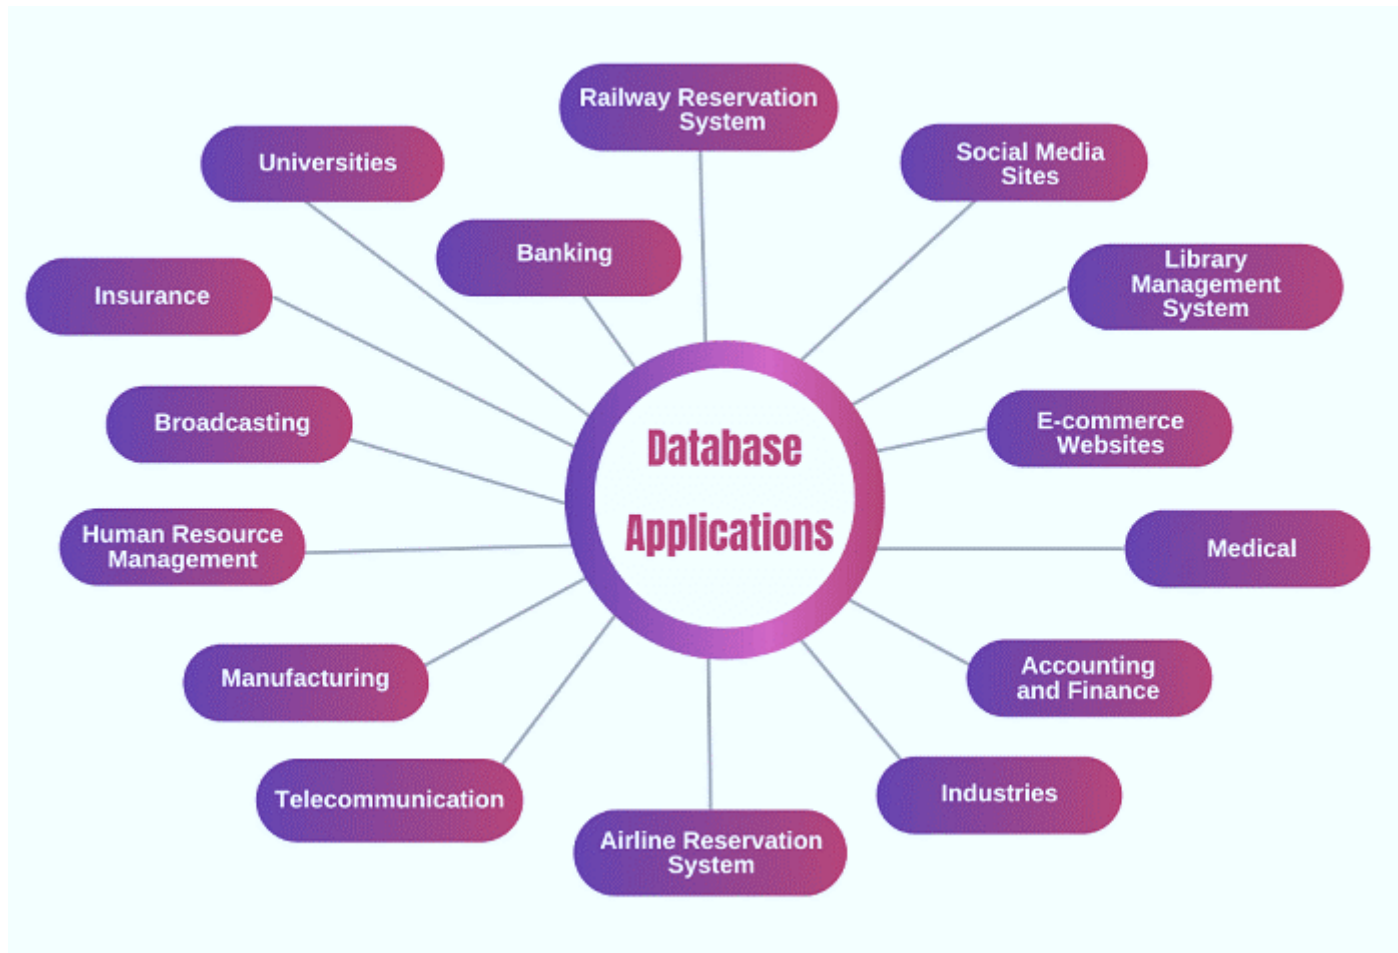 Railway Reservation
System
Universities
Social Media
Sites
Banking
Library
Management
System
Insurance
Broadcasting
E-commerce
Websites
Database
Applications
Human Resource
Management
Medical
Manufacturing
Accounting
and Finance
Telecommunication
Industries
Airline Reservation
System